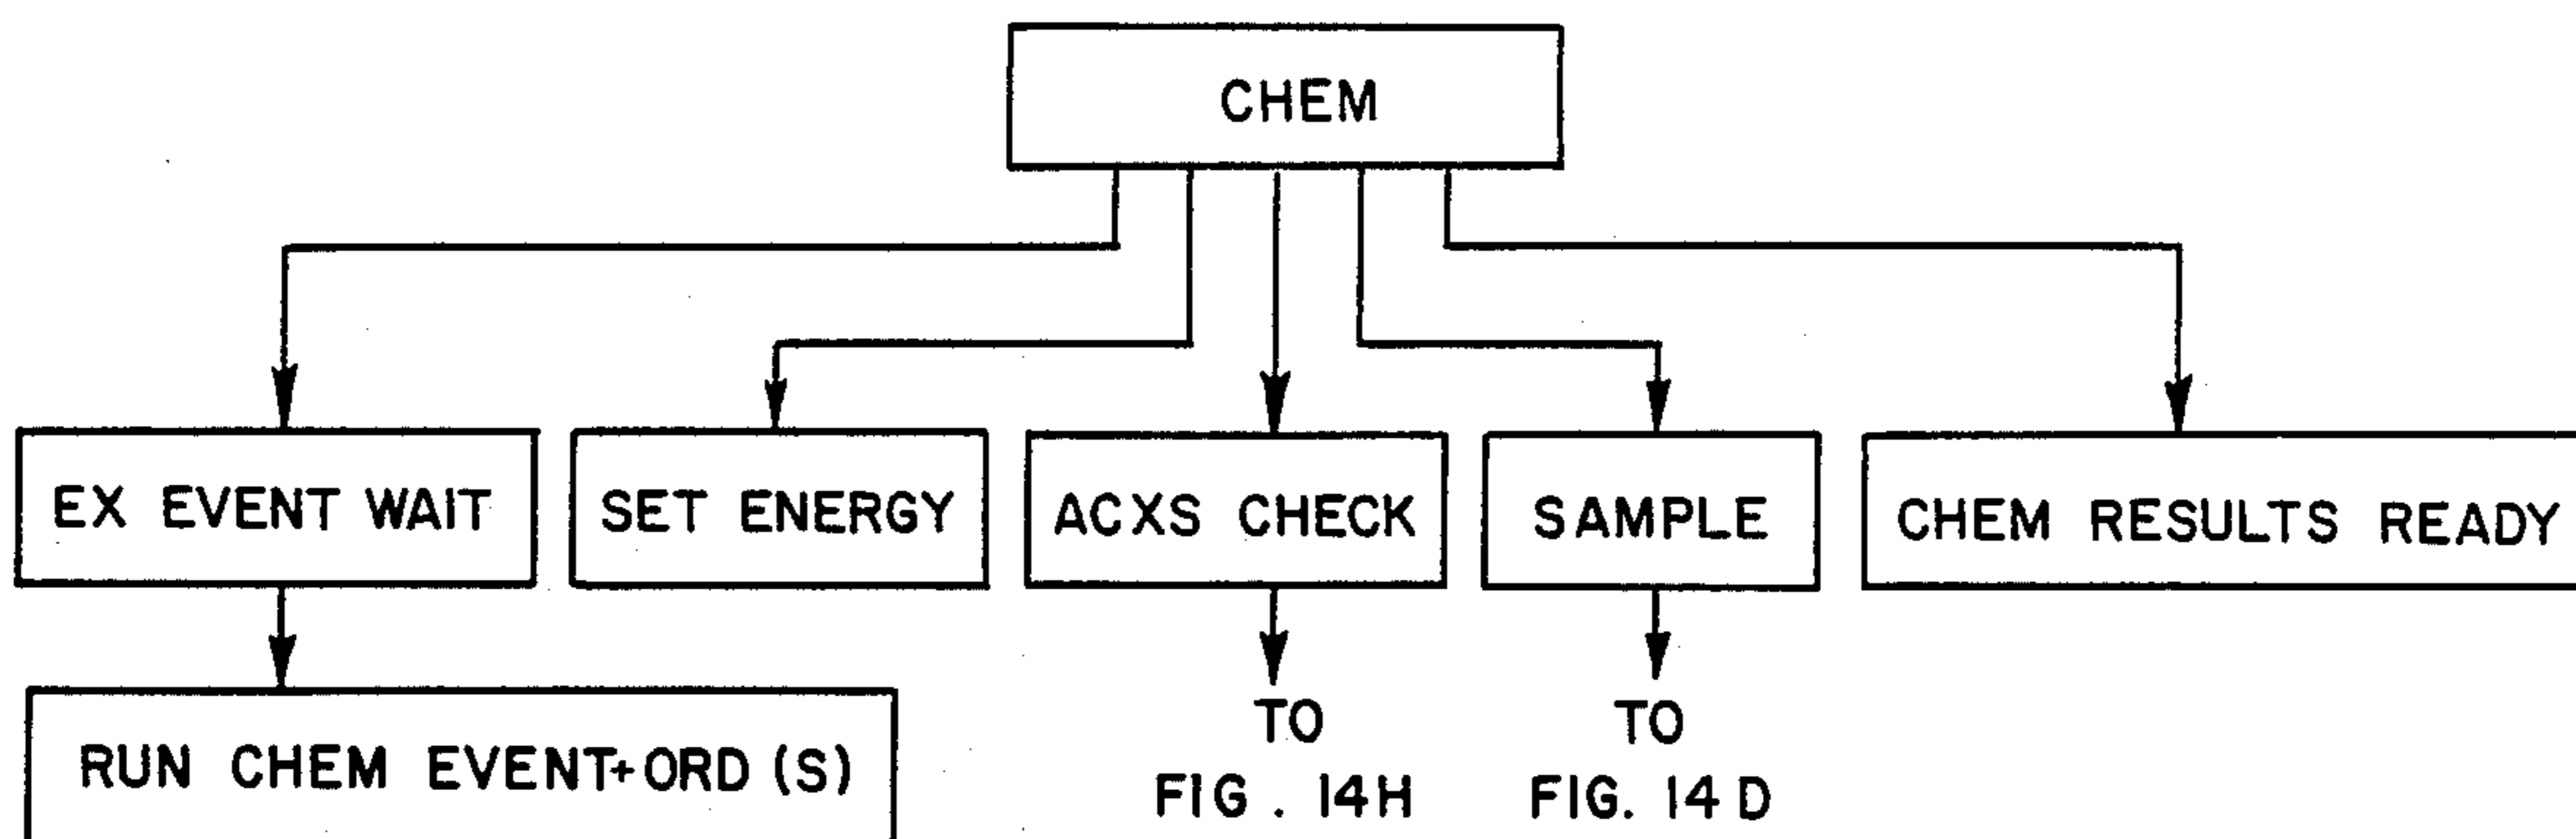 CHEM
EX EVENT WAIT
SET ENERGY
ACXS CHECK
SAMPLE
CHEM RESULTS READY
RUN CHEM EVENT+ORD (S)
TO
FIG. 14H
TO
FIG. 14D